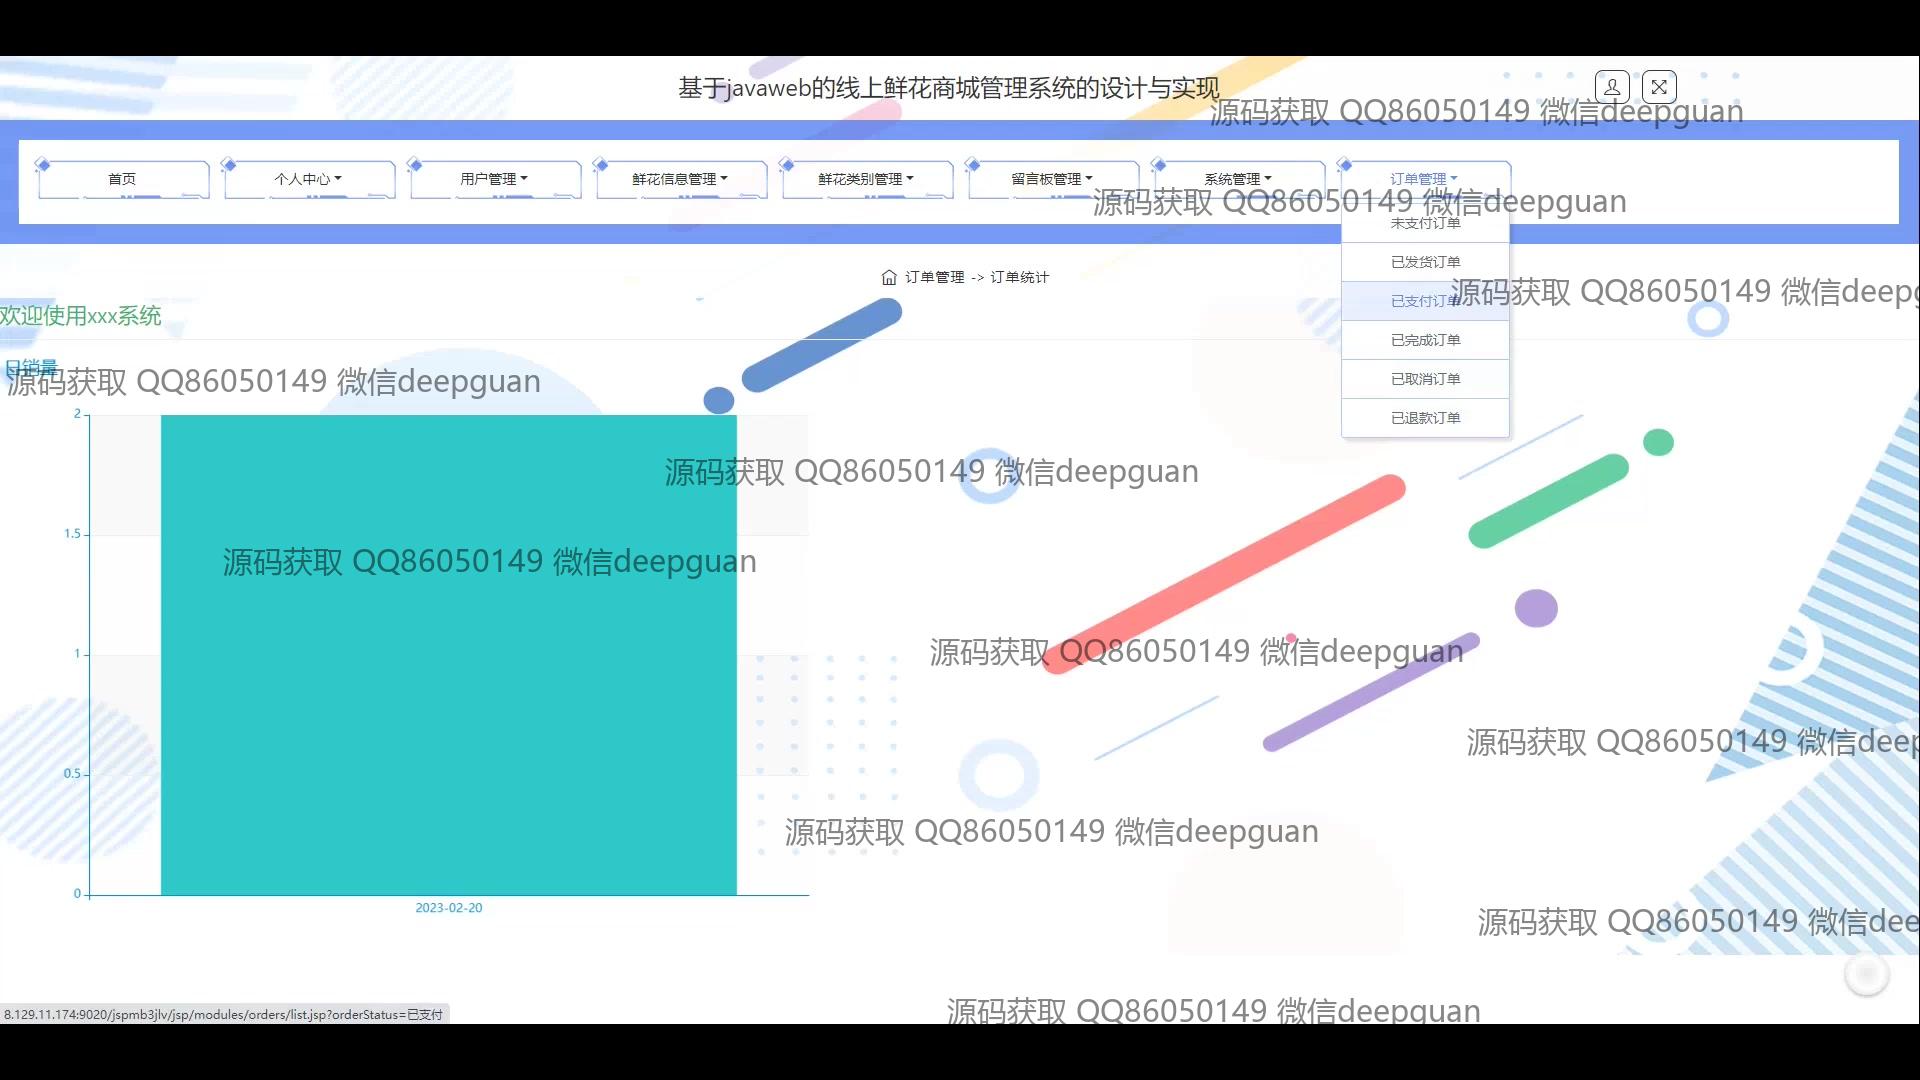 基于javaweb的线上鲜花商城管理系统的设计与实现
源码获取 QQ86050149 微信deepguan
首页
个人中心
用户管理
鲜花信息管理
鲜花类别管理
留言板管理
系统管理
订单管理
源码获取 QQ86050149 微信deepguan
未支付订单
已发货订单
已支付订单
已完成订单
已取消订单
已退款订单
订单管理 -> 订单统计
源码获取 QQ86050149 微信deepg
欢迎使用xxx系统
日销量
源码获取 QQ86050149 微信deepguan
2
1.5
1
0.5
0
2023-02-20
源码获取 QQ86050149 微信deepguan
源码获取 QQ86050149 微信deepguan
源码获取 QQ86050149 微信deepguan
源码获取 QQ86050149 微信deep
源码获取 QQ86050149 微信deepguan
源码获取 QQ86050149 微信dee
源码获取 QQ86050149 微信deepguan
8.129.11.174:9020/jspmb3jlv/jsp/modules/orders/list.jsp?orderStatus=已支付